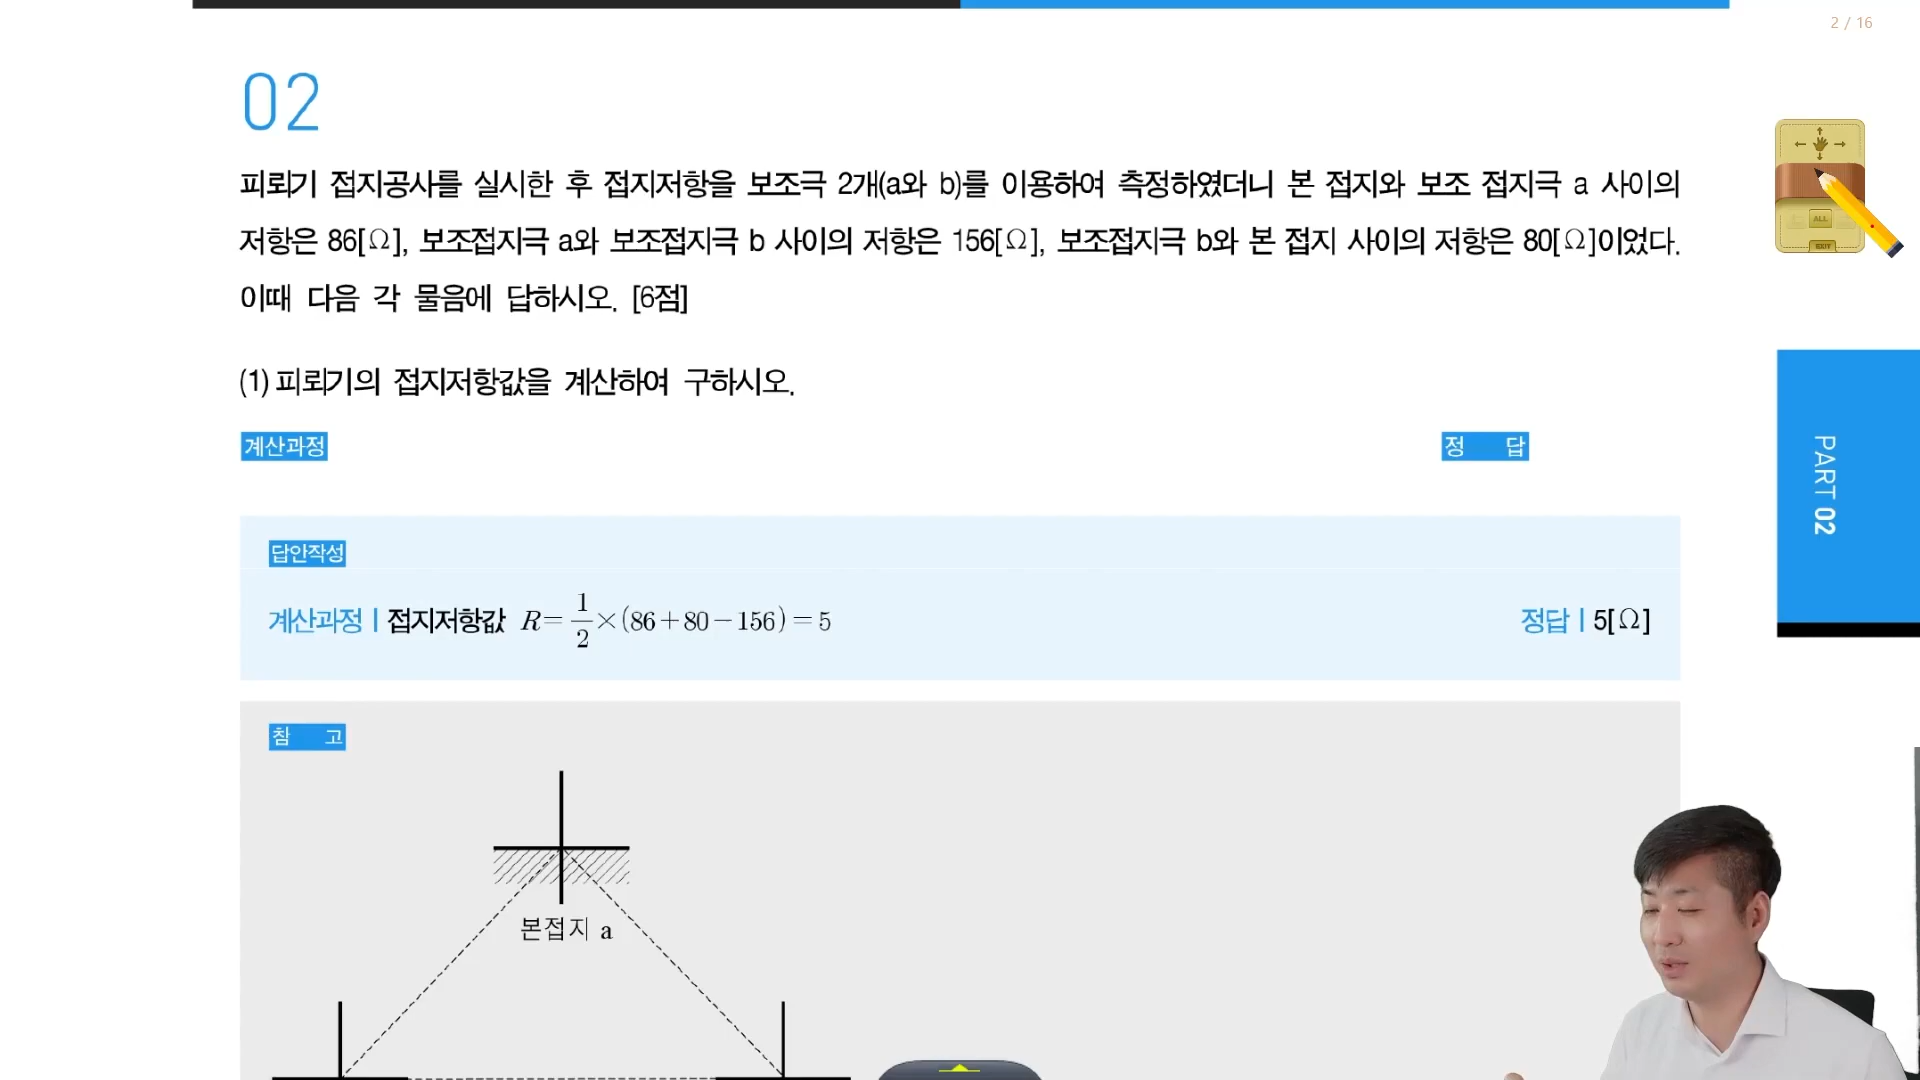 2 / 16
02
피뢰기 접지공사를 실시한 후 접지저항을 보조극 2개(a와 b)를 이용하여 측정하였더니 본 접지와 보조 접지극 a 사이의
저항은 86[Ω], 보조접지극 a와 보조접지극 b 사이의 저항은 156[Ω], 보조접지극 b와 본 접지 사이의 저항은 80[Ω]이었다.
이때 다음 각 물음에 답하시오. [6점]
(1) 피뢰기의 접지저항값을 계산하여 구하시오.
계산과정 정 답
답안작성
계산과정 | 접지저항값 R = 1/2 × (86 + 80 − 156) = 5 정답 | 5[Ω]
참 고
본접지 a
PART 02
ALL
EXIT